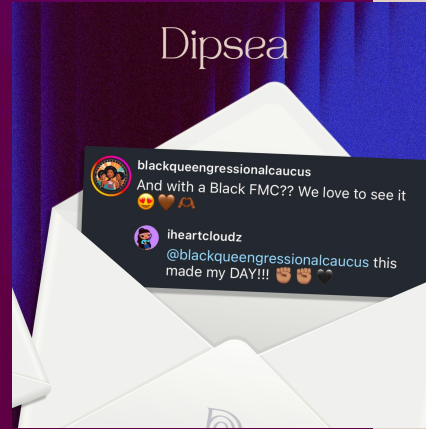 Dipsea
blackqueengressionalcaucus
And with a Black FMC?? We love to see it
😍🤎🫶🏾
iheartcloudz
@blackqueengressionalcaucus this
made my DAY!!! ✊🏾✊🏾🖤